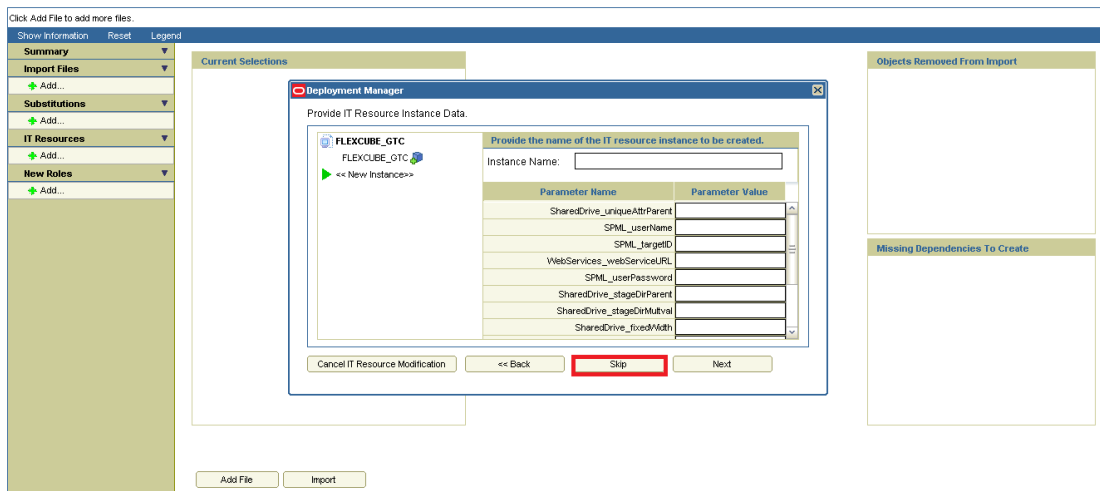 Click Add File to add more files.
Show Information Reset Legend
Summary
Import Files
Add...
Substitutions
Add...
IT Resources
Add...
New Roles
Add...
Current Selections
Objects Removed From Import
Missing Dependencies To Create
Deployment Manager
Provide IT Resource Instance Data.
FLEXCUBE_GTC
FLEXCUBE_GTC
<< New Instance>>
Provide the name of the IT resource instance to be created.
Instance Name:
Parameter Name Parameter Value
SharedDrive_uniqueAttrParent
SPML_userName
SPML_targetID
WebServices_webServiceURL
SPML_userPassword
SharedDrive_stageDirParent
SharedDrive_stageDirMultval
SharedDrive_fixedWidth
Cancel IT Resource Modification << Back Skip Next
Add File Import